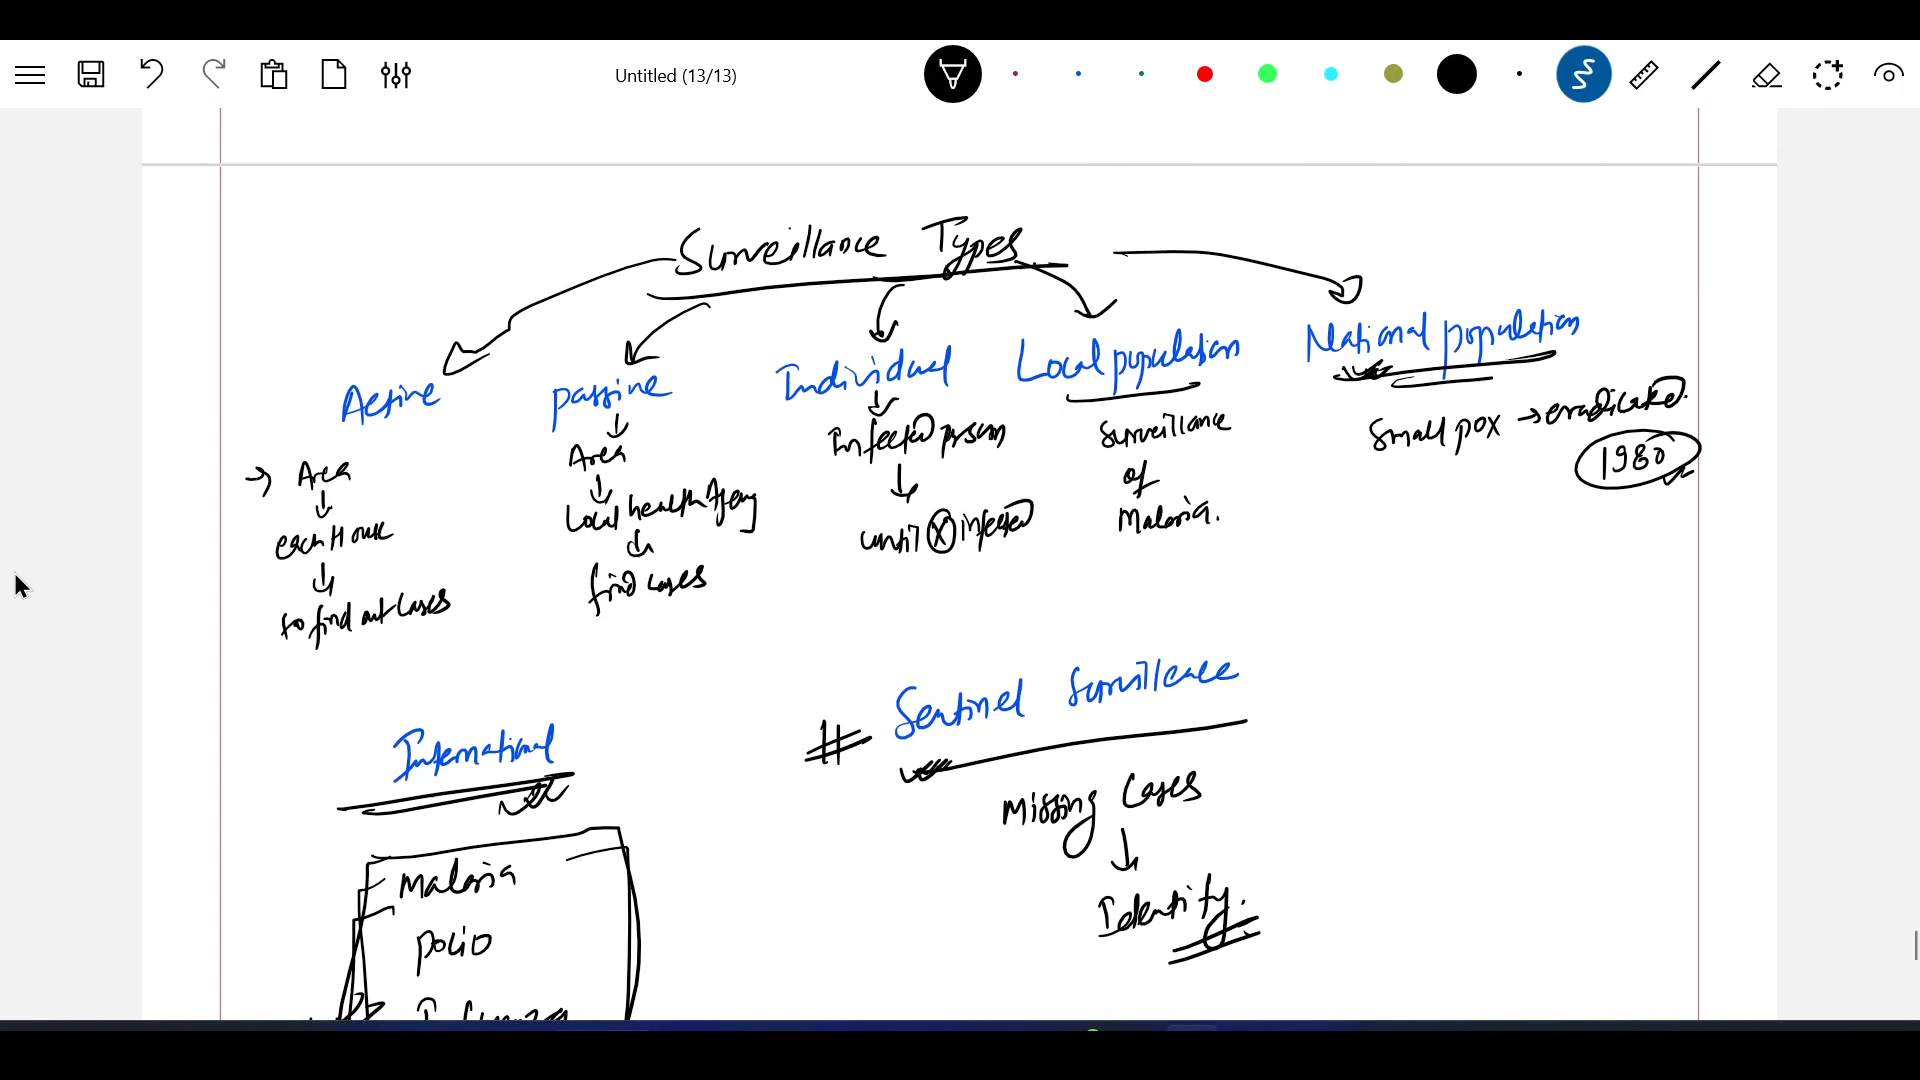 Untitled (13/13)
Surveillance Types
Active
passive
Individual
Local population
National population
Area
each House
to find out cases
Area
Local health Agency
find cases
Infected person
until X infected
Surveillance
of
Malaria.
Small pox → eradicated.
1980
International
Malaria
polio
# Sentinel Surveillance
Missing Cases
Identify.